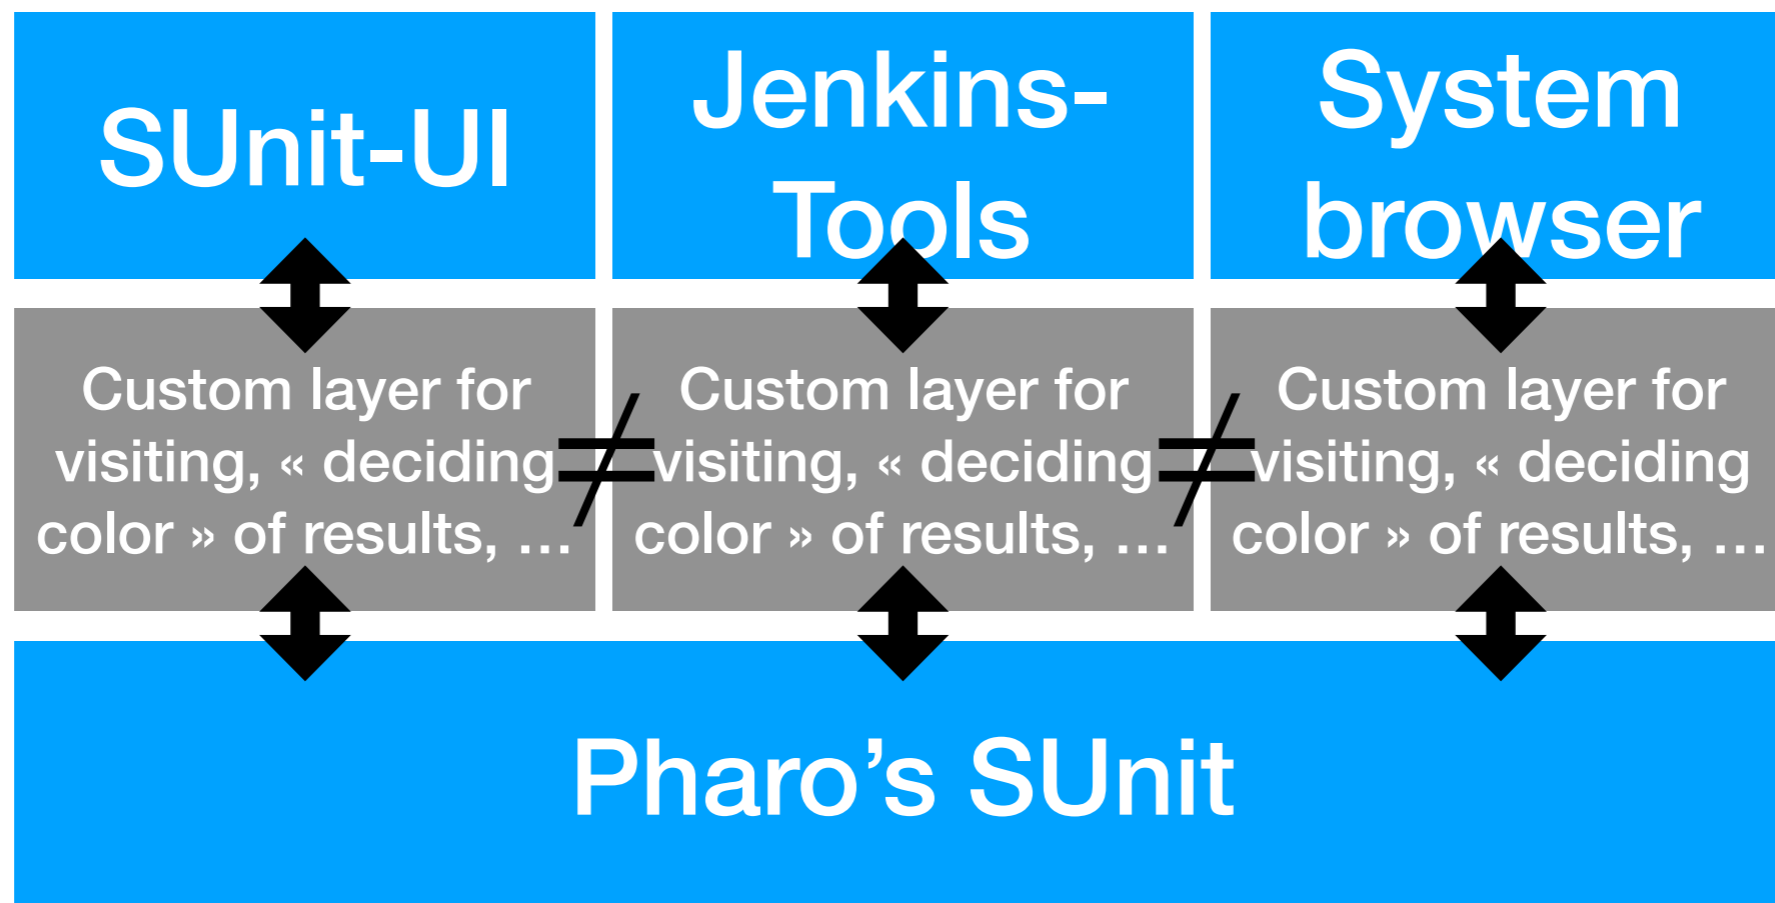 SUnit-UI
Jenkins-
Tools
System
browser
Custom layer for
visiting, « deciding
color » of results, …
≠
Custom layer for
visiting, « deciding
color » of results, …
≠
Custom layer for
visiting, « deciding
color » of results, …
Pharo’s SUnit